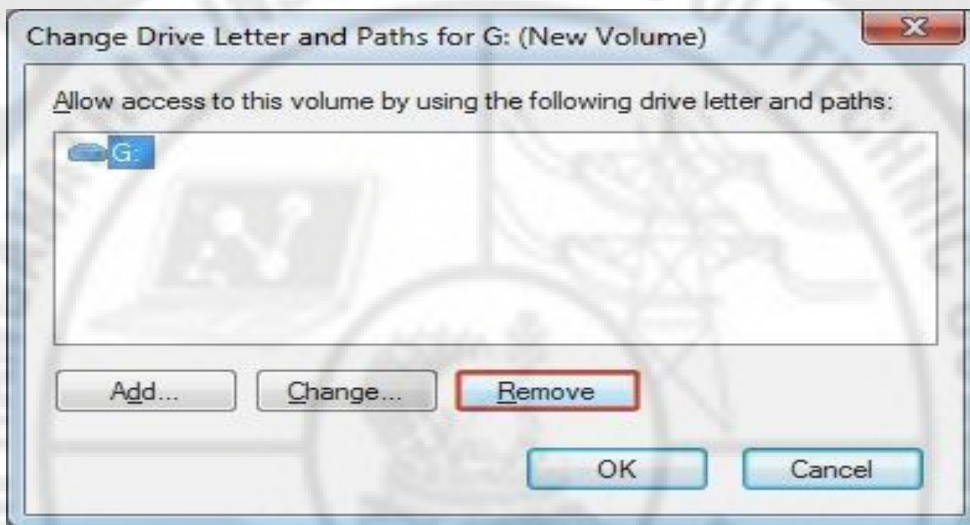 Change Drive Letter and Paths for G: (New Volume)
Allow access to this volume by using the following drive letter and paths:
G:
Add...
Change...
Remove
OK
Cancel